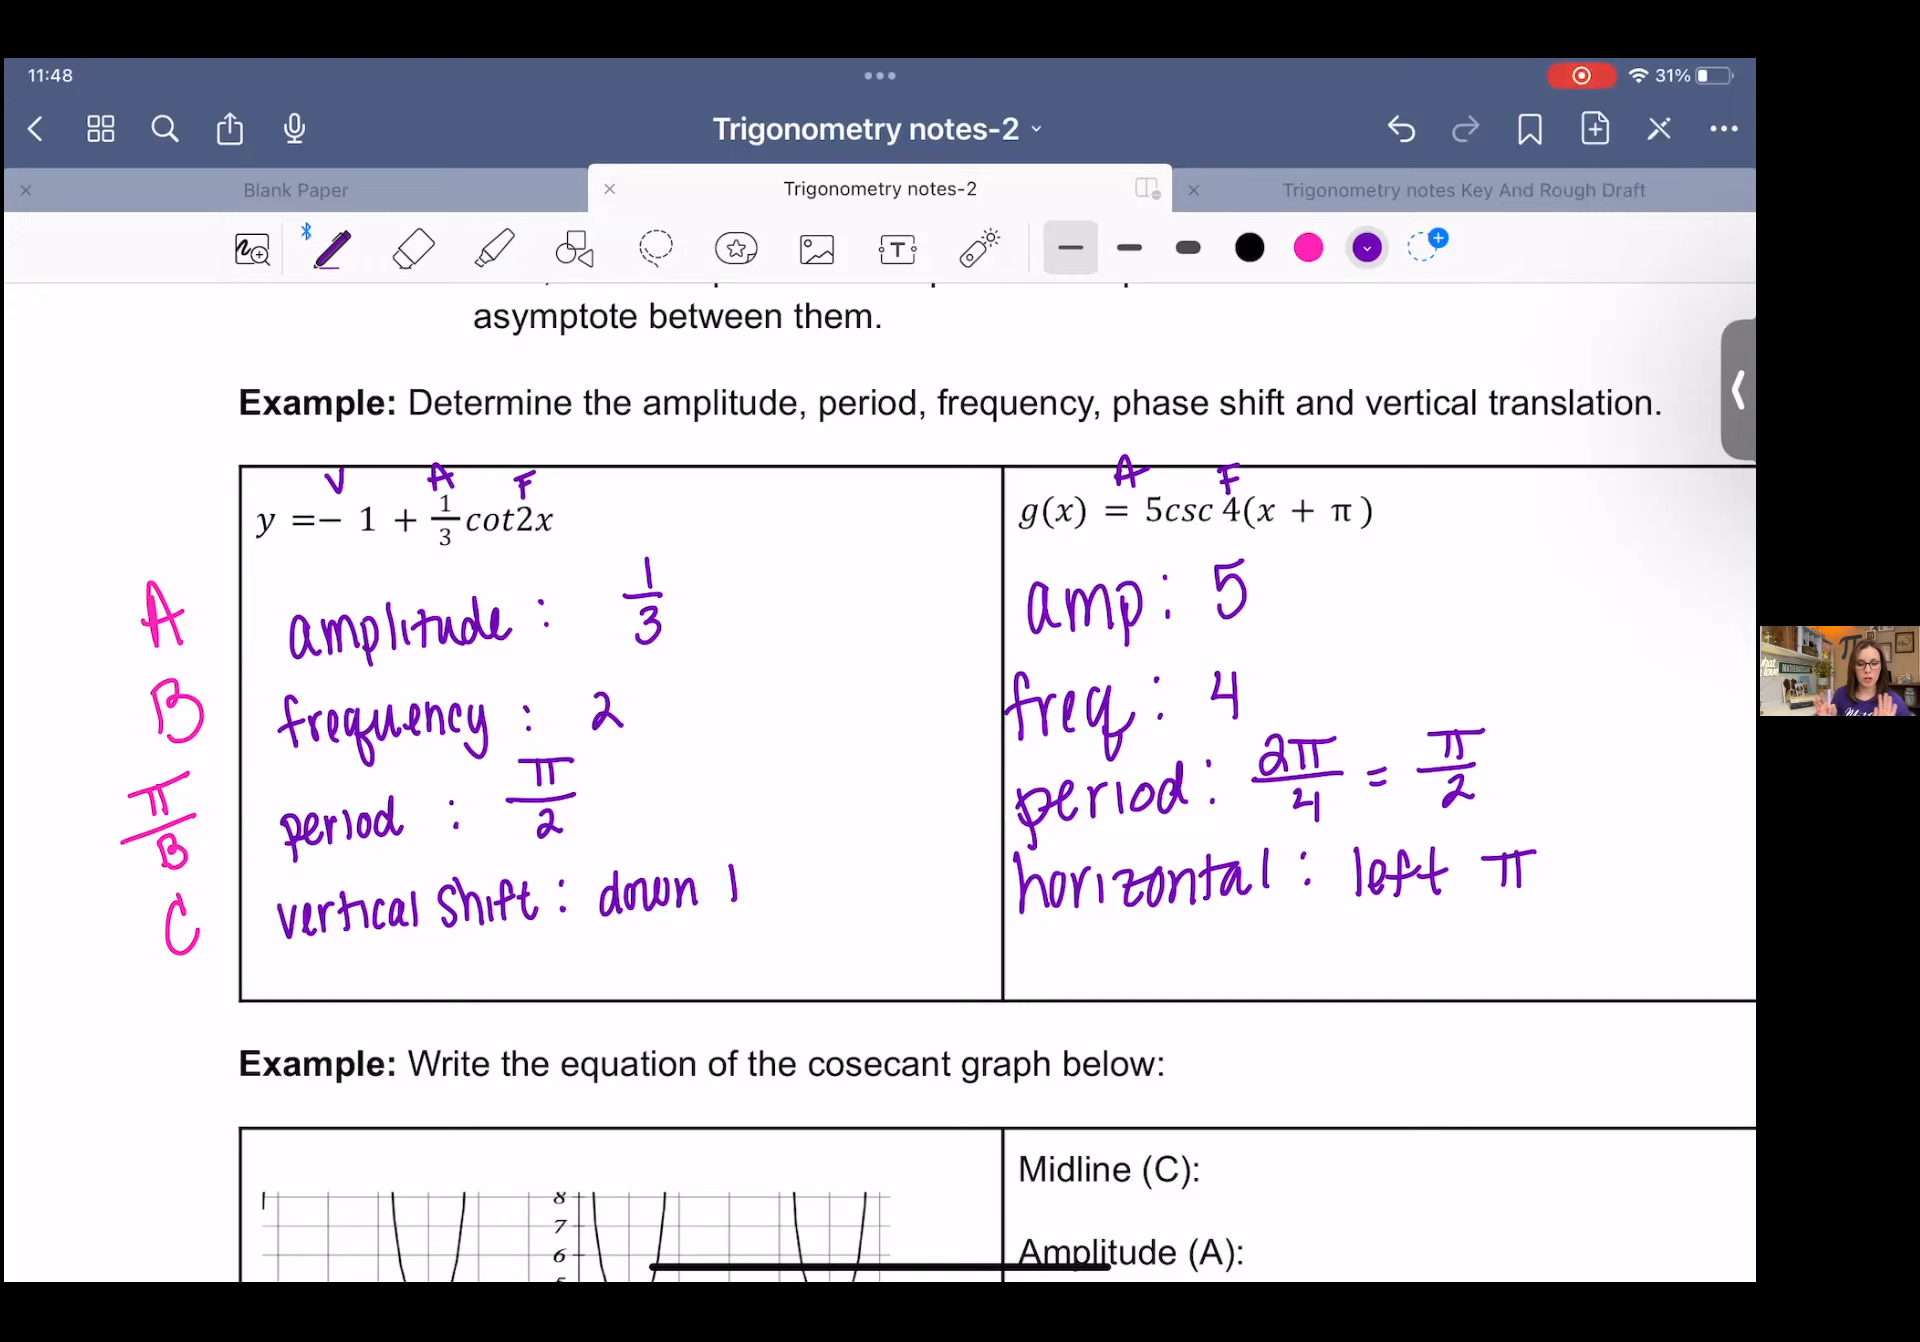 11:48
31%
Trigonometry notes-2
Blank Paper
Trigonometry notes-2
Trigonometry notes Key And Rough Draft
asymptote between them.
Example: Determine the amplitude, period, frequency, phase shift and vertical translation.
V A F
y =− 1 + 1/3 cot2x
A
amplitude : 1/3
B
frequency : 2
π/B
period : π/2
C
vertical shift : down 1
A F
g(x) = 5csc 4(x + π )
amp : 5
freq : 4
period : 2π/4 = π/2
horizontal : left π
Example: Write the equation of the cosecant graph below:
8
7
6
Midline (C):
Amplitude (A):